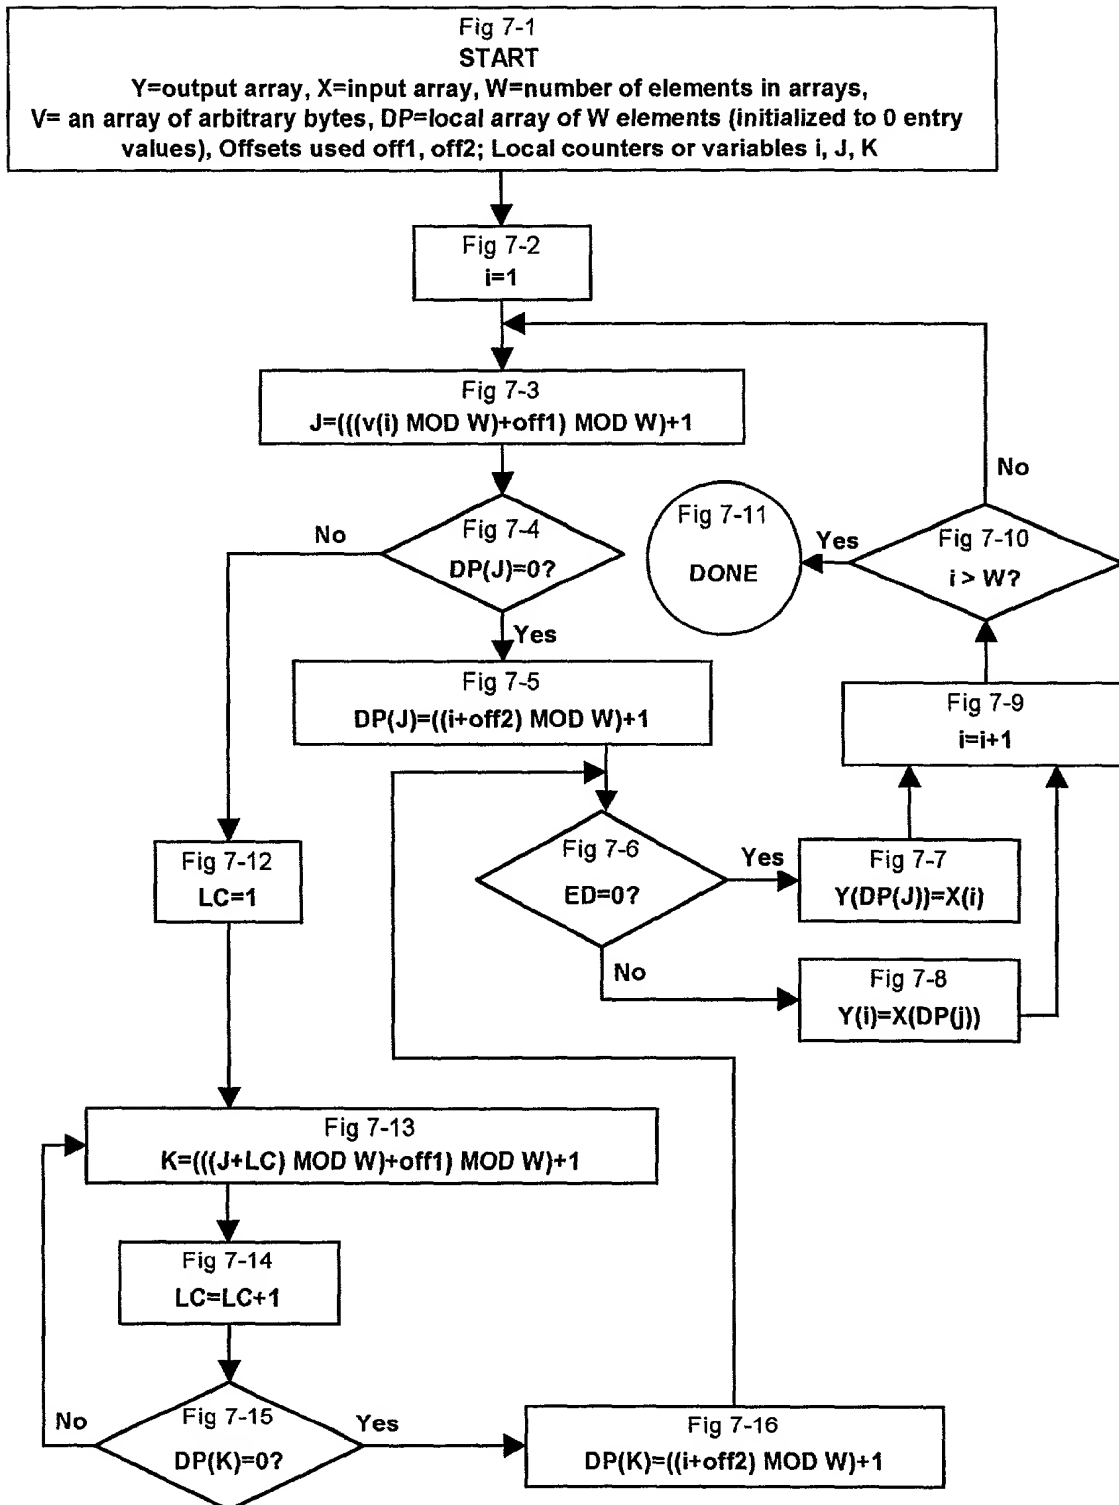 Fig 7-1
START
Y=output array, X=input array, W=number of elements in arrays,
V= an array of arbitrary bytes, DP=local array of W elements (initialized to 0 entry
values), Offsets used off1, off2; Local counters or variables i, J, K
Fig 7-2
i=1
Fig 7-3
J=(((v(i) MOD W)+off1) MOD W)+1
No
Fig 7-4
DP(J)=0?
Yes
Fig 7-11
DONE
Yes
Fig 7-10
i > W?
No
Fig 7-5
DP(J)=((i+off2) MOD W)+1
Fig 7-9
i=i+1
Fig 7-6
ED=0?
Yes
Fig 7-7
Y(DP(J))=X(i)
No
Fig 7-8
Y(i)=X(DP(j))
Fig 7-12
LC=1
Fig 7-13
K=(((J+LC) MOD W)+off1) MOD W)+1
Fig 7-14
LC=LC+1
No
Fig 7-15
DP(K)=0?
Yes
Fig 7-16
DP(K)=((i+off2) MOD W)+1